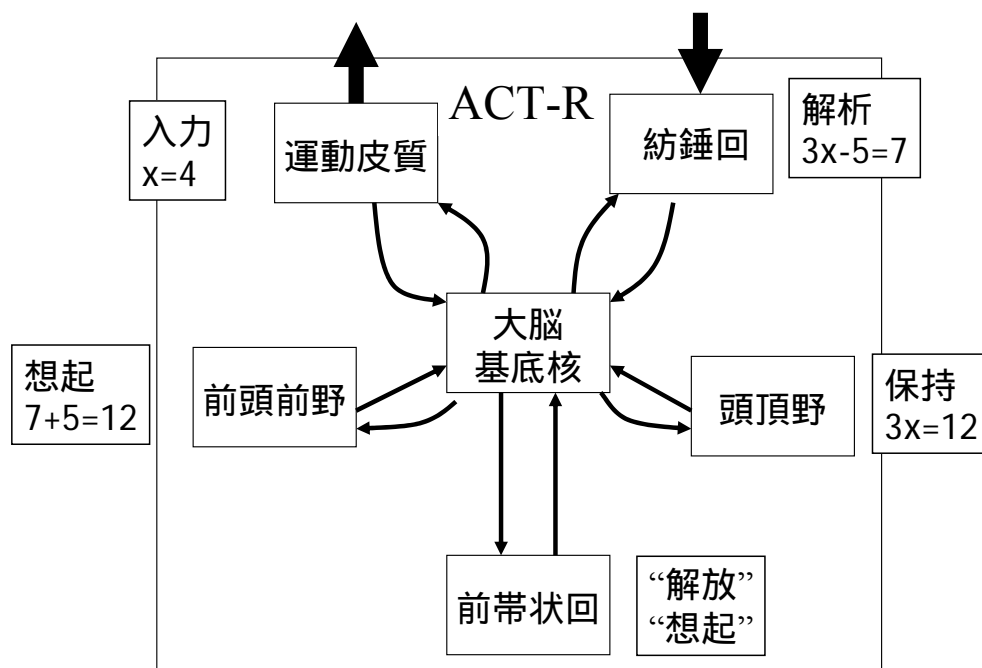 ACT-R
入力
x=4
運動皮質
紡錘回
解析
3x-5=7
大脳
基底核
想起
7+5=12
前頭前野
頭頂野
保持
3x=12
前帯状回
“解放”
“想起”